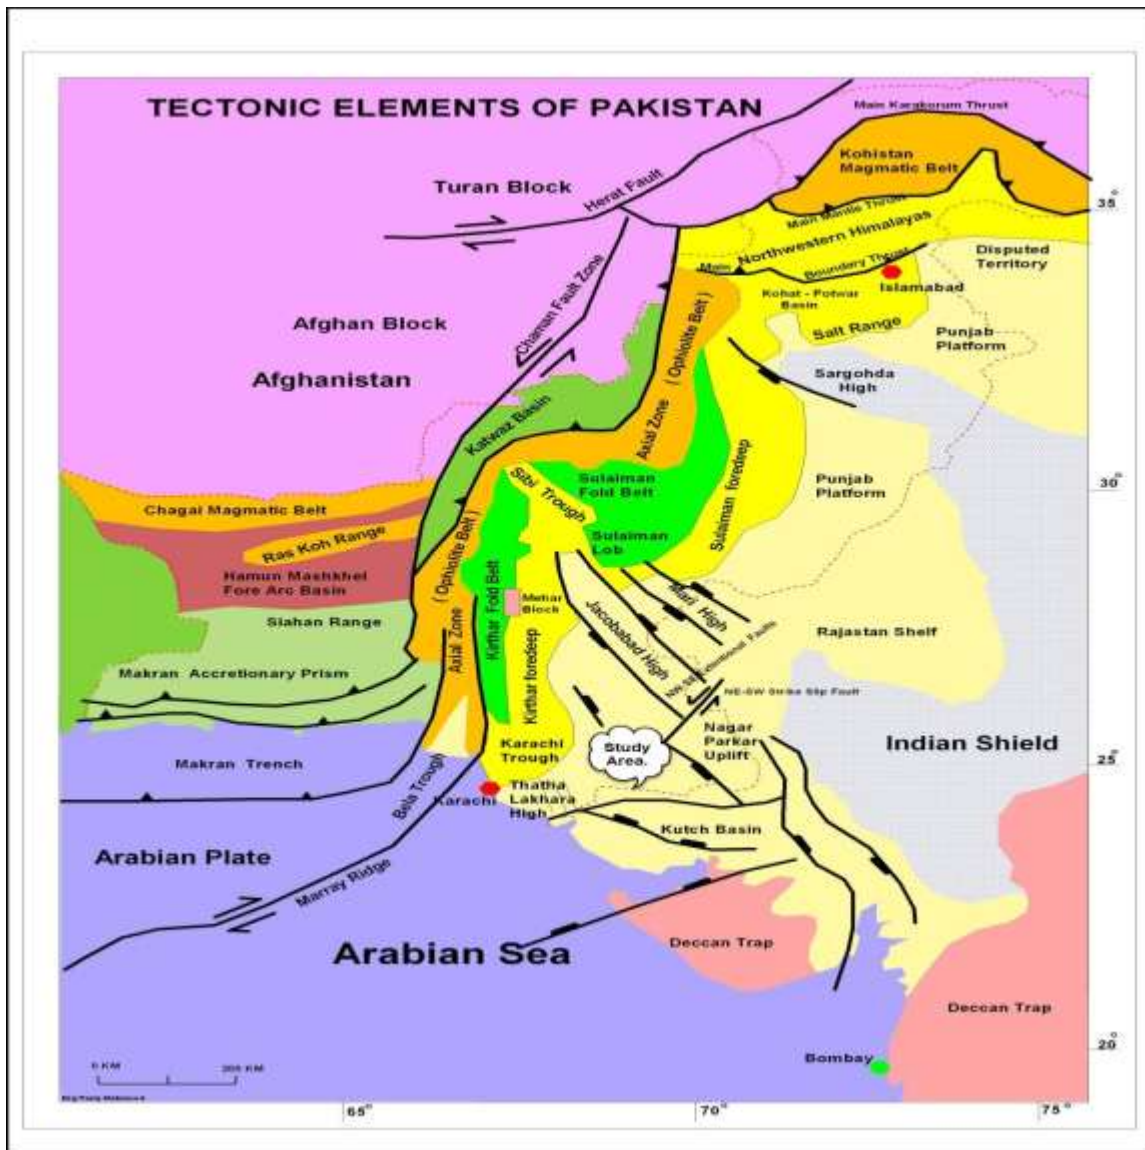 TECTONIC ELEMENTS OF PAKISTAN
Main Karakorum Thrust
Kohistan
Magmatic Belt
Turan Block
Herat Fault
35°
Main Mantle Thrust
Northwestern Himalayas
Main
Boundary Thrust
Disputed
Territory
Islamabad
Kohat - Potwar
Basin
Salt Range
Afghan Block
Chaman Fault Zone
Afghanistan
Axial Zone
( Ophiolite Belt )
Punjab
Platform
Sargohda
High
Katwaz Basin
Sibi Trough
Sulaiman
Fold Belt
Sulaiman foredeep
Punjab
Platform
30°
Chagai Magmatic Belt
Ras Koh Range
Sulaiman
Lob
Hamun Mashkhel
Fore Arc Basin
( Ophiolite Belt )
Axial Zone
Kirthar Fold Belt
Mehar
Block
Mari High
Jacobabad High
Siahan Range
Rajastan Shelf
Makran Accretionary Prism
Kirthar foredeep
NE-SW Strike Slip Fault
Study
Area.
Nagar
Parkar
Uplift
Indian Shield
Karachi
Trough
25°
Makran Trench
Bela Trough
Karachi
Thatha
Lakhara
High
Kutch Basin
Arabian Plate
Marray Ridge
Arabian Sea
Deccan Trap
Deccan Trap
20°
Bombay
0 KM
65°
70°
75°